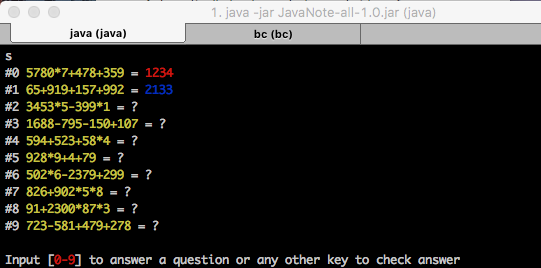 1. java -jar JavaNote-all-1.0.jar (java)
java (java) bc (bc)
s
#0 5780*7+478+359 = 1234
#1 65+919+157+992 = 2133
#2 3453*5-399*1 = ?
#3 1688-795-150+107 = ?
#4 594+523+58*4 = ?
#5 928*9+4+79 = ?
#6 502*6-2379+299 = ?
#7 826+902*5*8 = ?
#8 91+2300*87*3 = ?
#9 723-581+479+278 = ?
Input [0-9] to answer a question or any other key to check answer